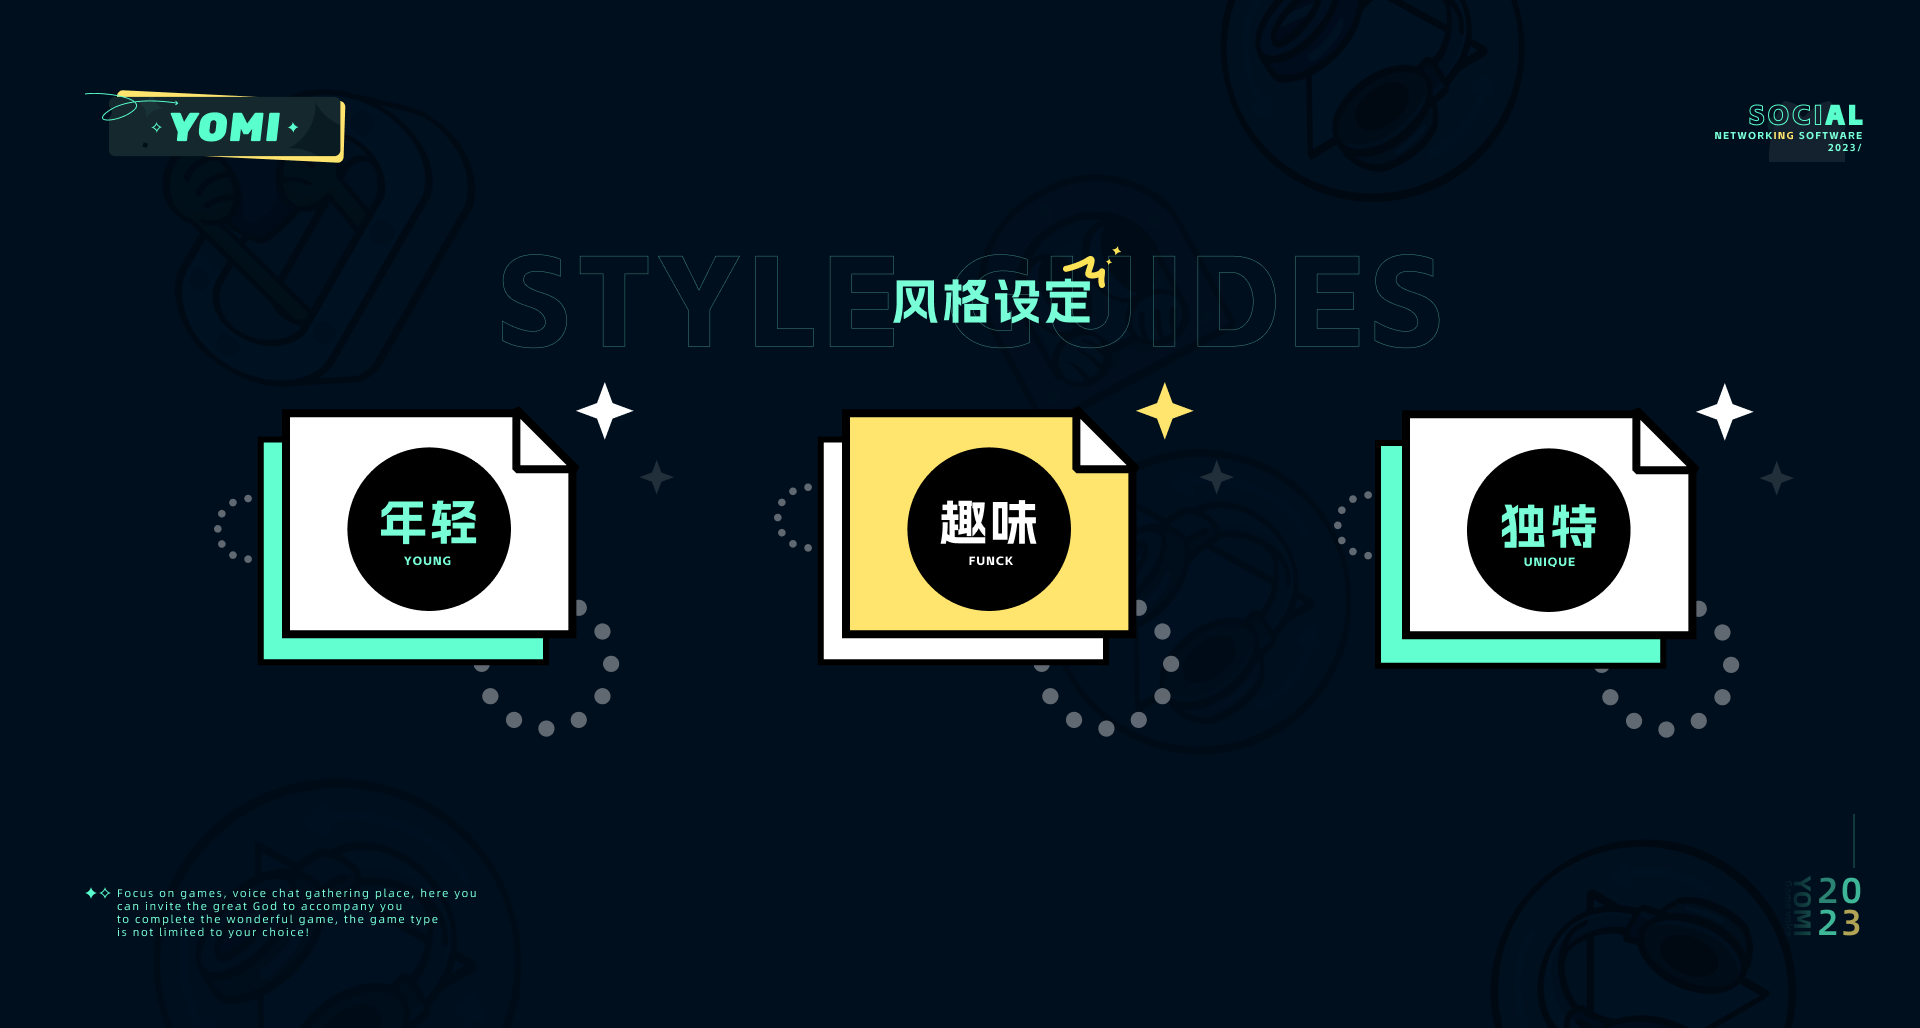 YOMI
SOCIAL
NETWORKING SOFTWARE
2023/
STYLE GUIDES
风格设定
年轻
YOUNG
趣味
FUNCK
独特
UNIQUE
Focus on games, voice chat gathering place, here you
can invite the great God to accompany you
to complete the wonderful game, the game type
is not limited to your choice!
YOMI
20
23